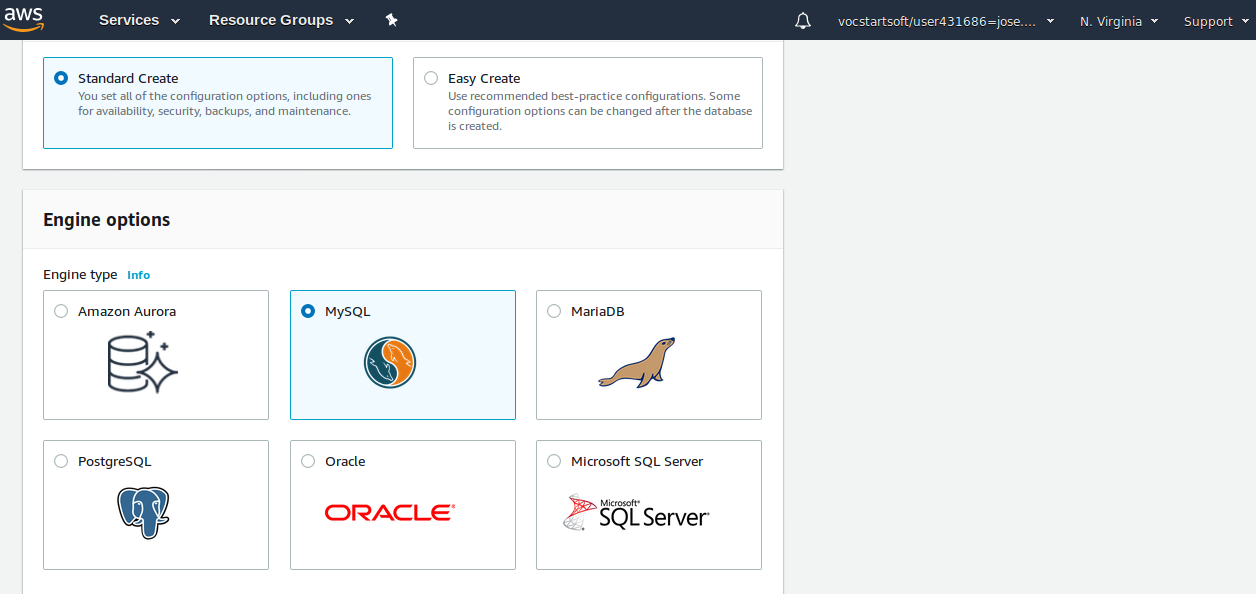 aws
Services
Resource Groups
vocstartsoft/user431686=jose....
N. Virginia
Support
Standard Create
You set all of the configuration options, including ones
for availability, security, backups, and maintenance.
Easy Create
Use recommended best-practice configurations. Some
configuration options can be changed after the database
is created.
Engine options
Engine type Info
Amazon Aurora
MySQL
MariaDB
PostgreSQL
Oracle
ORACLE®
Microsoft SQL Server
Microsoft®
SQL Server®